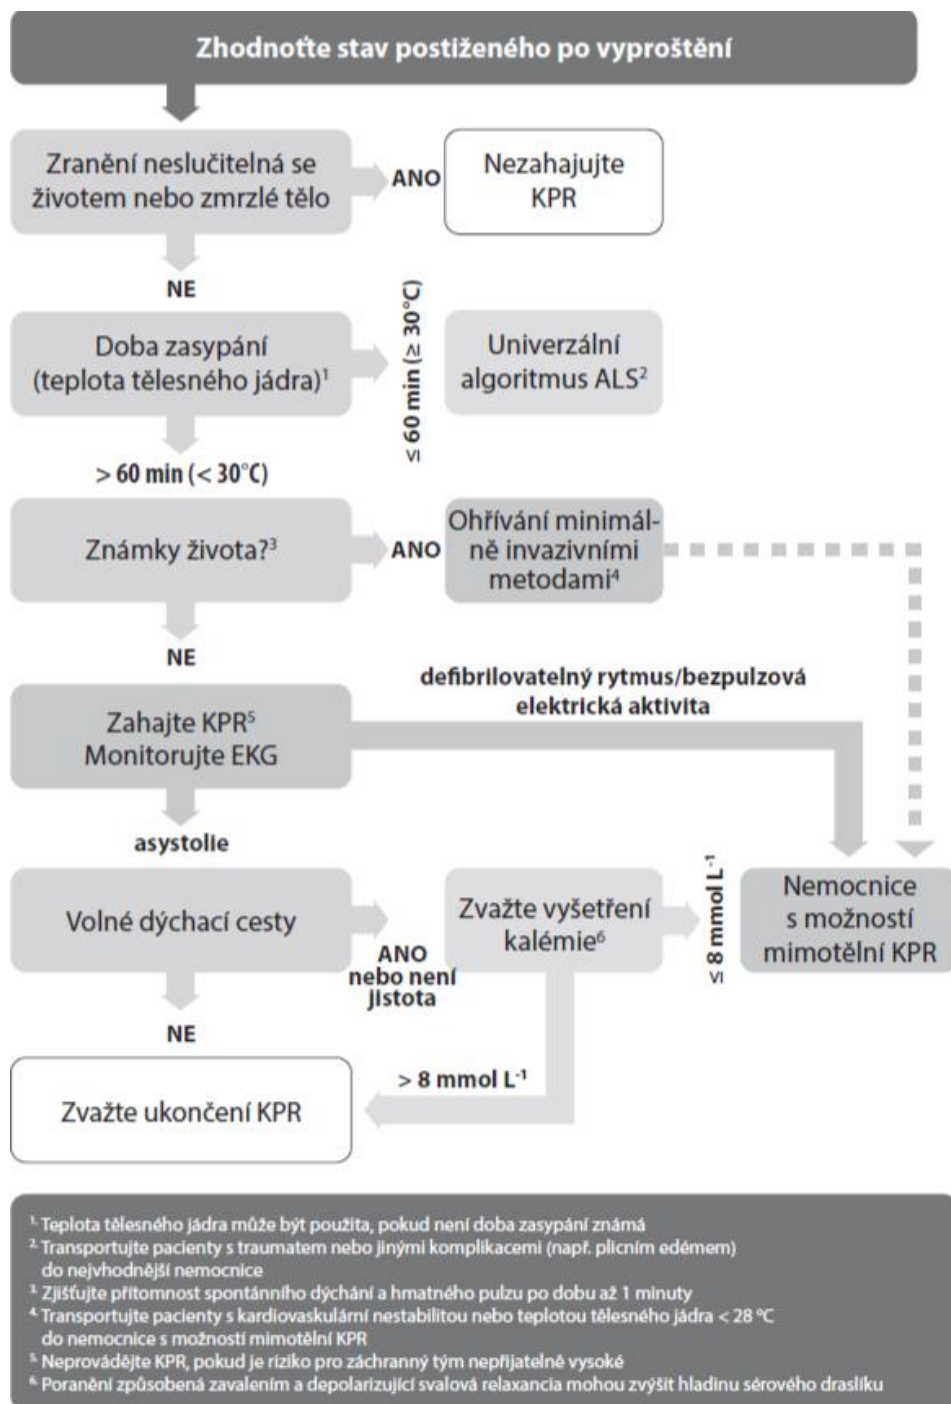 Zhodnoťte stav postiženého po vyproštění
Zranění neslučitelná se
životem nebo zmrzlé tělo
ANO
Nezahajujte
KPR
NE
Doba zasypání
(teplota tělesného jádra)¹
≤ 60 min (≥ 30°C)
Univerzální
algoritmus ALS²
> 60 min (< 30°C)
Známky života?³
ANO
Ohřívání minimál-
ně invazivními
metodami⁴
NE
defibrilovatelný rytmus/bezpulzová
elektrická aktivita
Zahajte KPR⁵
Monitorujte EKG
asystolie
Volné dýchací cesty
ANO
nebo není
jistota
Zvažte vyšetření
kalémie⁶
≤ 8 mmol L⁻¹
Nemocnice
s možností
mimotělní KPR
NE
> 8 mmol L⁻¹
Zvažte ukončení KPR
¹· Teplota tělesného jádra může být použita, pokud není doba zasypání známá
²· Transportujte pacienty s traumatem nebo jinými komplikacemi (např. plicním edémem)
do nejvhodnější nemocnice
³· Zjišťujte přítomnost spontánního dýchání a hmatného pulzu po dobu až 1 minuty
⁴· Transportujte pacienty s kardiovaskulární nestabilitou nebo teplotou tělesného jádra < 28 ºC
do nemocnice s možností mimotělní KPR
⁵· Neprovádějte KPR, pokud je riziko pro záchranný tým nepřijatelně vysoké
⁶· Poranění způsobená zavalením a depolarizující svalová relaxancia mohou zvýšit hladinu sérového draslíku